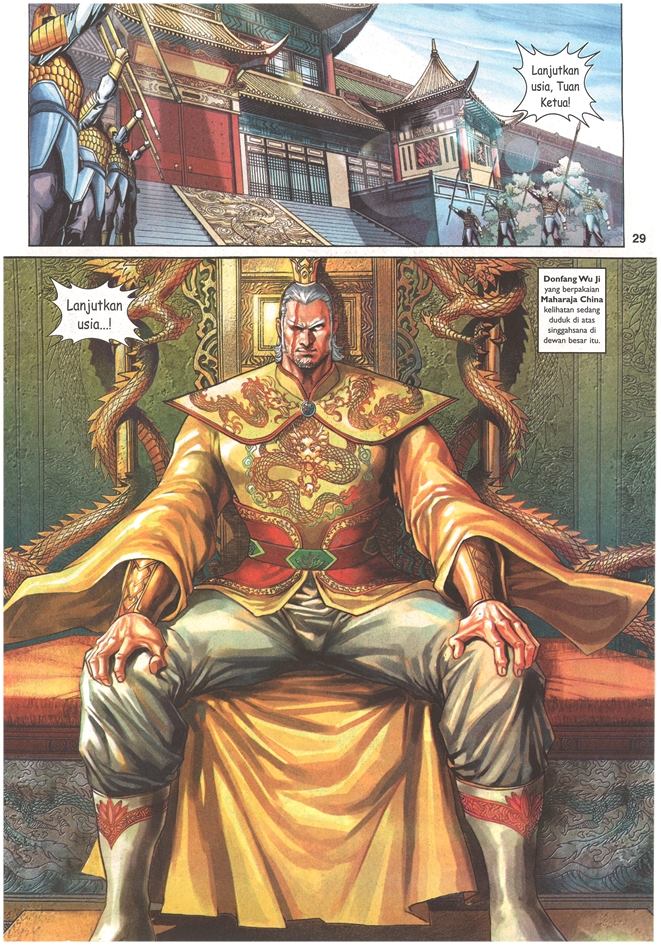 Lanjutkan
usia, Tuan
Ketua!
29
Lanjutkan
usia...!
Donfang Wu Ji
yang berpakaian
Maharaja China
kelihatan sedang
duduk di atas
singgahsana di
dewan besar itu.